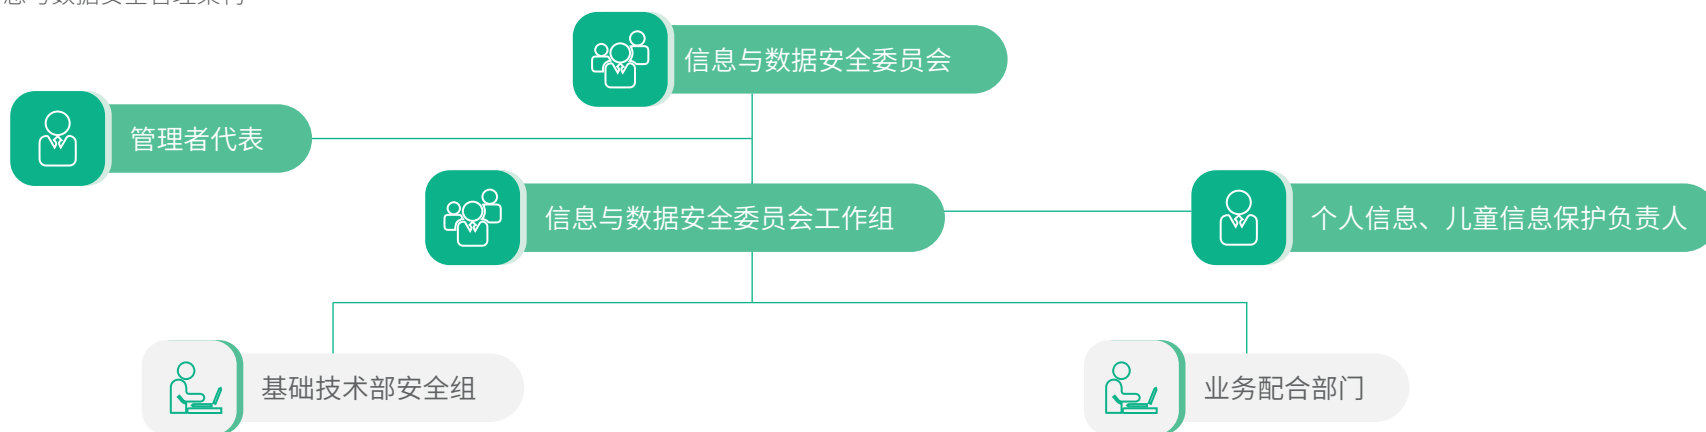 信息与数据安全委员会
管理者代表
信息与数据安全委员会工作组
个人信息、儿童信息保护负责人
基础技术部安全组
业务配合部门